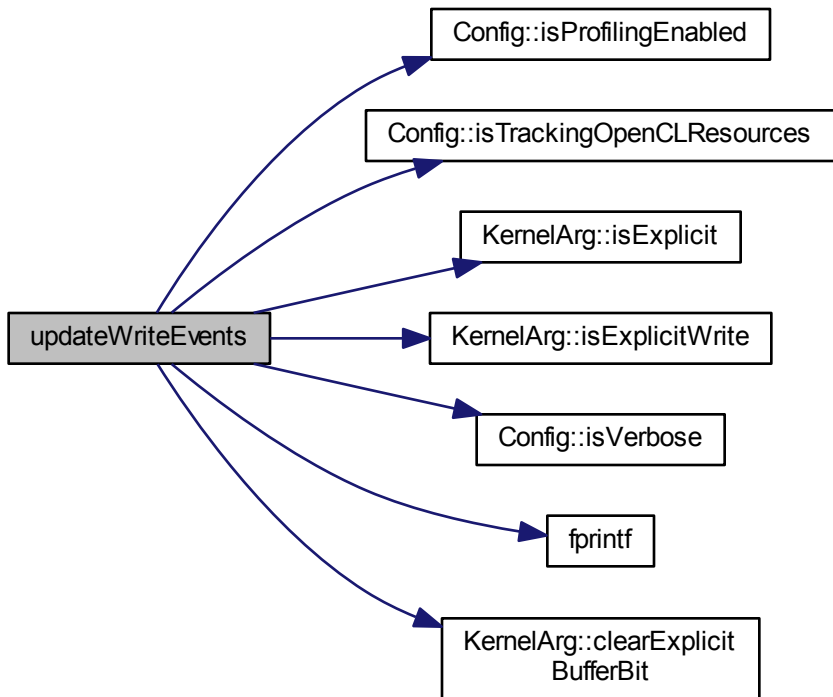 Config::isProfilingEnabled
Config::isTrackingOpenCLResources
KernelArg::isExplicit
updateWriteEvents
KernelArg::isExplicitWrite
Config::isVerbose
fprintf
KernelArg::clearExplicit
BufferBit